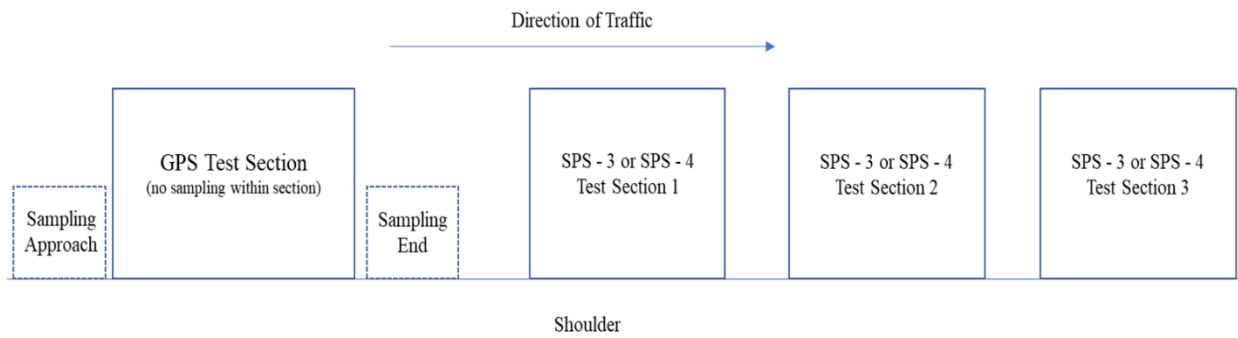 Direction of Traffic
GPS Test Section
(no sampling within section)
Sampling
Approach
Sampling
End
SPS - 3 or SPS - 4
Test Section 1
SPS - 3 or SPS - 4
Test Section 2
SPS - 3 or SPS - 4
Test Section 3
Shoulder